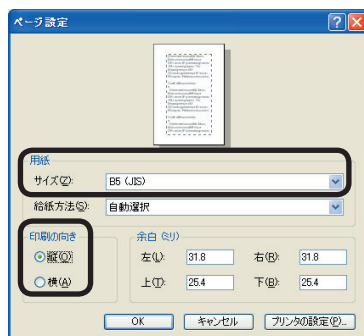 ページ設定
用紙
サイズ(Z):
B5 (JIS)
給紙方法(S):
自動選択
印刷の向き
縦(O)
横(A)
余白 (ミリ)
左(L):
31.8
右(R):
31.8
上(T):
25.4
下(B):
25.4
OK
キャンセル
プリンタの設定(P)...